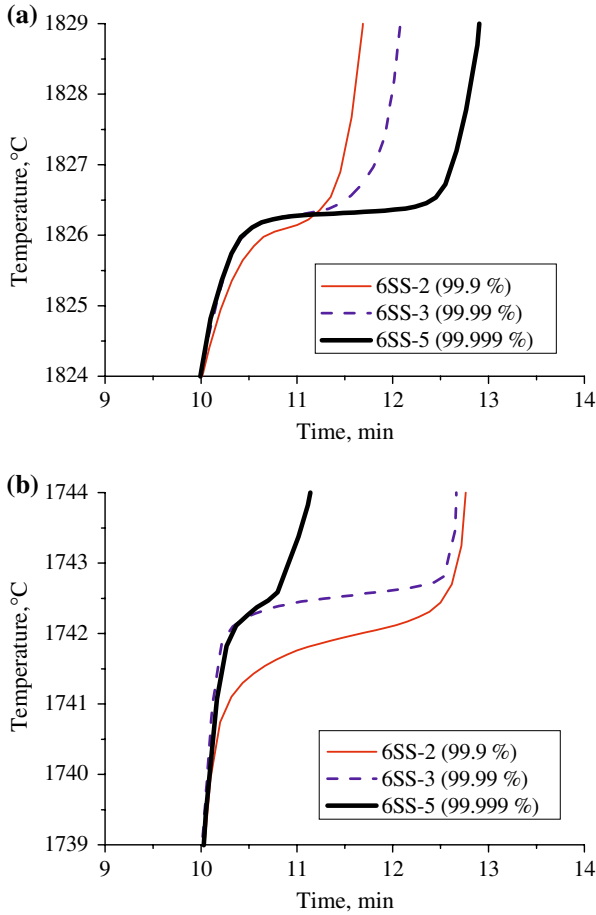 (a)
1829
1828
1827
1826
1825
1824
Temperature,°C
6SS-2 (99.9 %)
6SS-3 (99.99 %)
6SS-5 (99.999 %)
9 10 11 12 13 14
Time, min
(b)
1744
1743
1742
1741
1740
1739
Temperature,°C
6SS-2 (99.9 %)
6SS-3 (99.99 %)
6SS-5 (99.999 %)
9 10 11 12 13 14
Time, min